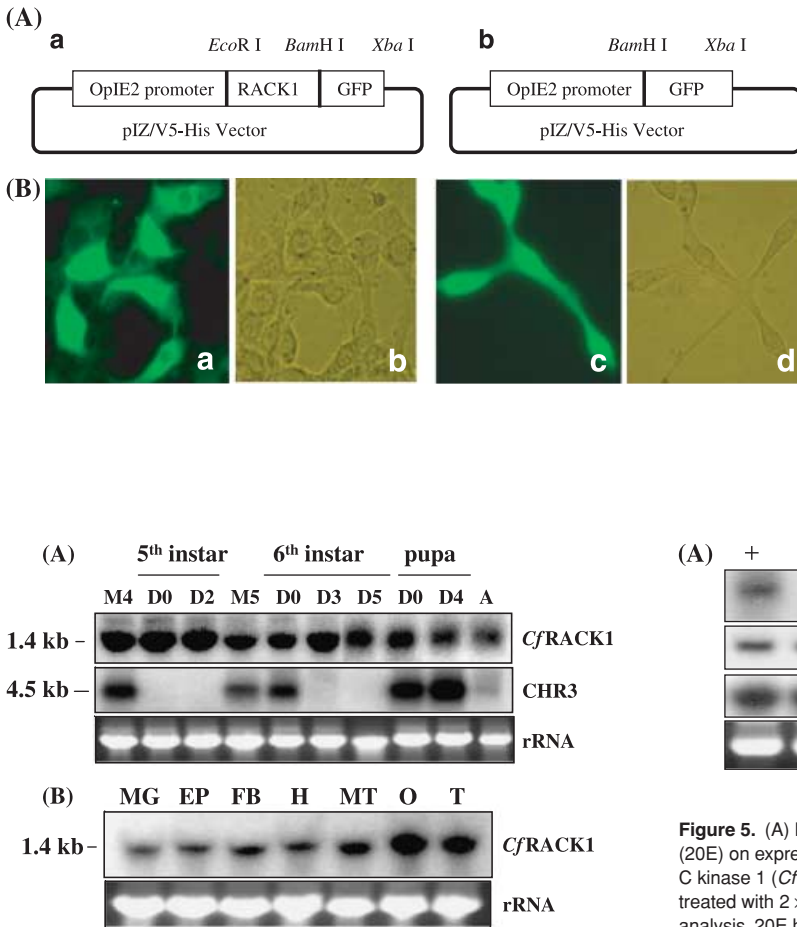 (A)
a
EcoR I BamH I Xba I
OpIE2 promoter RACK1 GFP
pIZ/V5-His Vector
b
BamH I Xba I
OpIE2 promoter GFP
pIZ/V5-His Vector
(B)
a b c d
(A)
5th instar 6th instar pupa
M4 D0 D2 M5 D0 D3 D5 D0 D4 A
1.4 kb CfRACK1
4.5 kb CHR3
rRNA
(B)
MG EP FB H MT O T
1.4 kb CfRACK1
rRNA
(A) +
Figure 5. (A)
(20E) on
C kinase 1
treated with 2
analysis. 20E